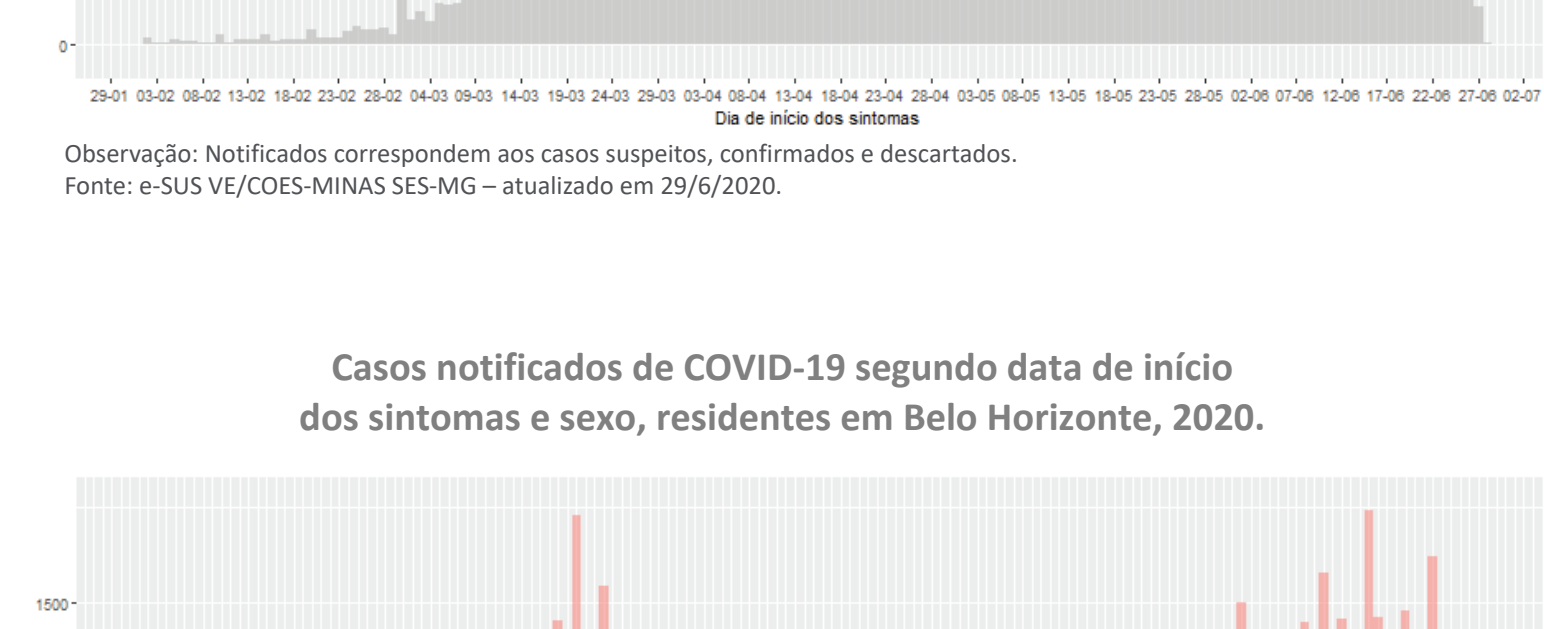 0
29-01 03-02 08-02 13-02 18-02 23-02 28-02 04-03 09-03 14-03 19-03 24-03 29-03 03-04 08-04 13-04 18-04 23-04 28-04 03-05 08-05 13-05 18-05 23-05 28-05 02-06 07-06 12-06 17-06 22-06 27-06 02-07
Dia de início dos sintomas
Observação: Notificados correspondem aos casos suspeitos, confirmados e descartados.
Fonte: e-SUS VE/COES-MINAS SES-MG – atualizado em 29/6/2020.
Casos notificados de COVID-19 segundo data de início
dos sintomas e sexo, residentes em Belo Horizonte, 2020.
1500